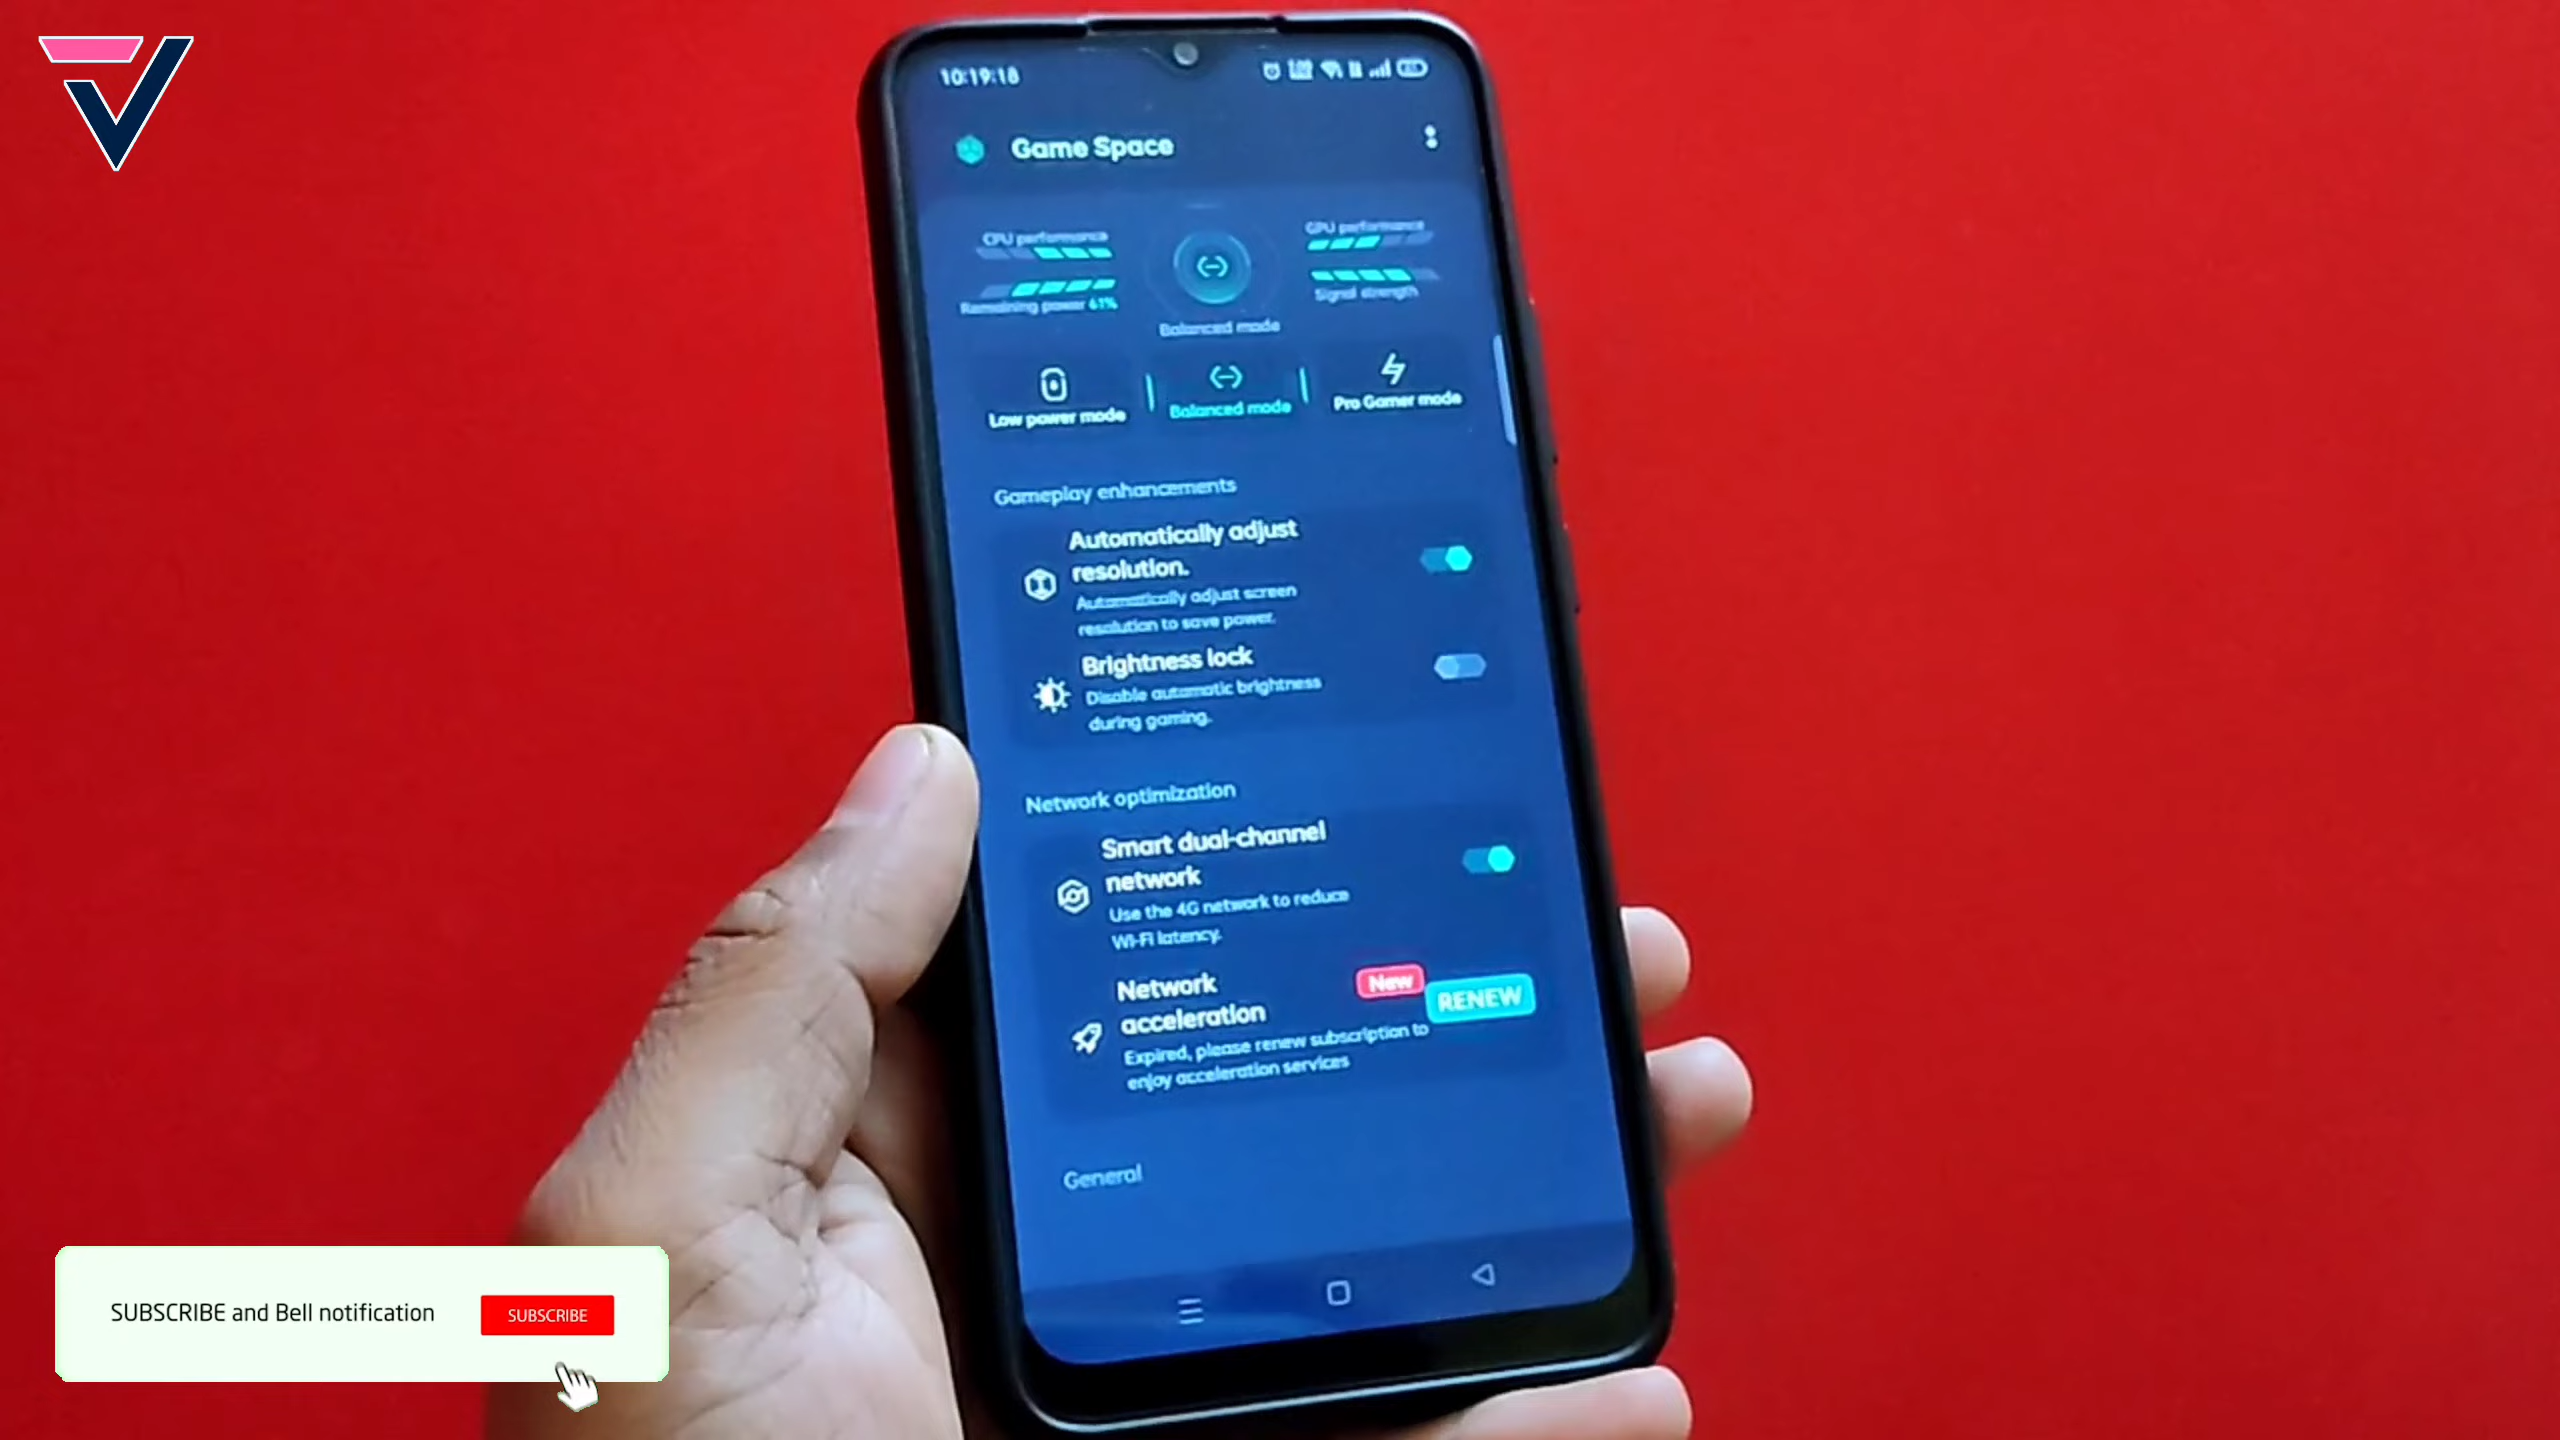 10:19:18
Game Space
CPU performance
GPU performance
Remaining power 61%
Signal strength
Balanced mode
Low power mode
Balanced mode
Pro Gamer mode
Gameplay enhancements
Automatically adjust
resolution.
Automatically adjust screen
resolution to save power.
Brightness lock
Disable automatic brightness
during gaming.
Network optimization
Smart dual-channel
network
Use the 4G network to reduce
Wi-Fi latency.
Network
acceleration
New
RENEW
Expired, please renew subscription to
enjoy acceleration services
General
SUBSCRIBE and Bell notification
SUBSCRIBE